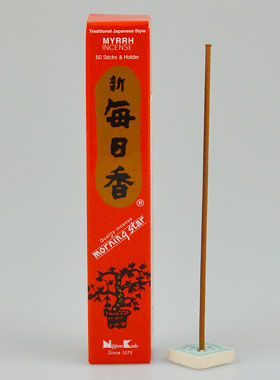 Traditional Japanese Style
MYRRH
INCENSE
50 Sticks & Holder
新
毎
日
香
®
Quality Incense
morning star
Nippon Kodo
Since 1575